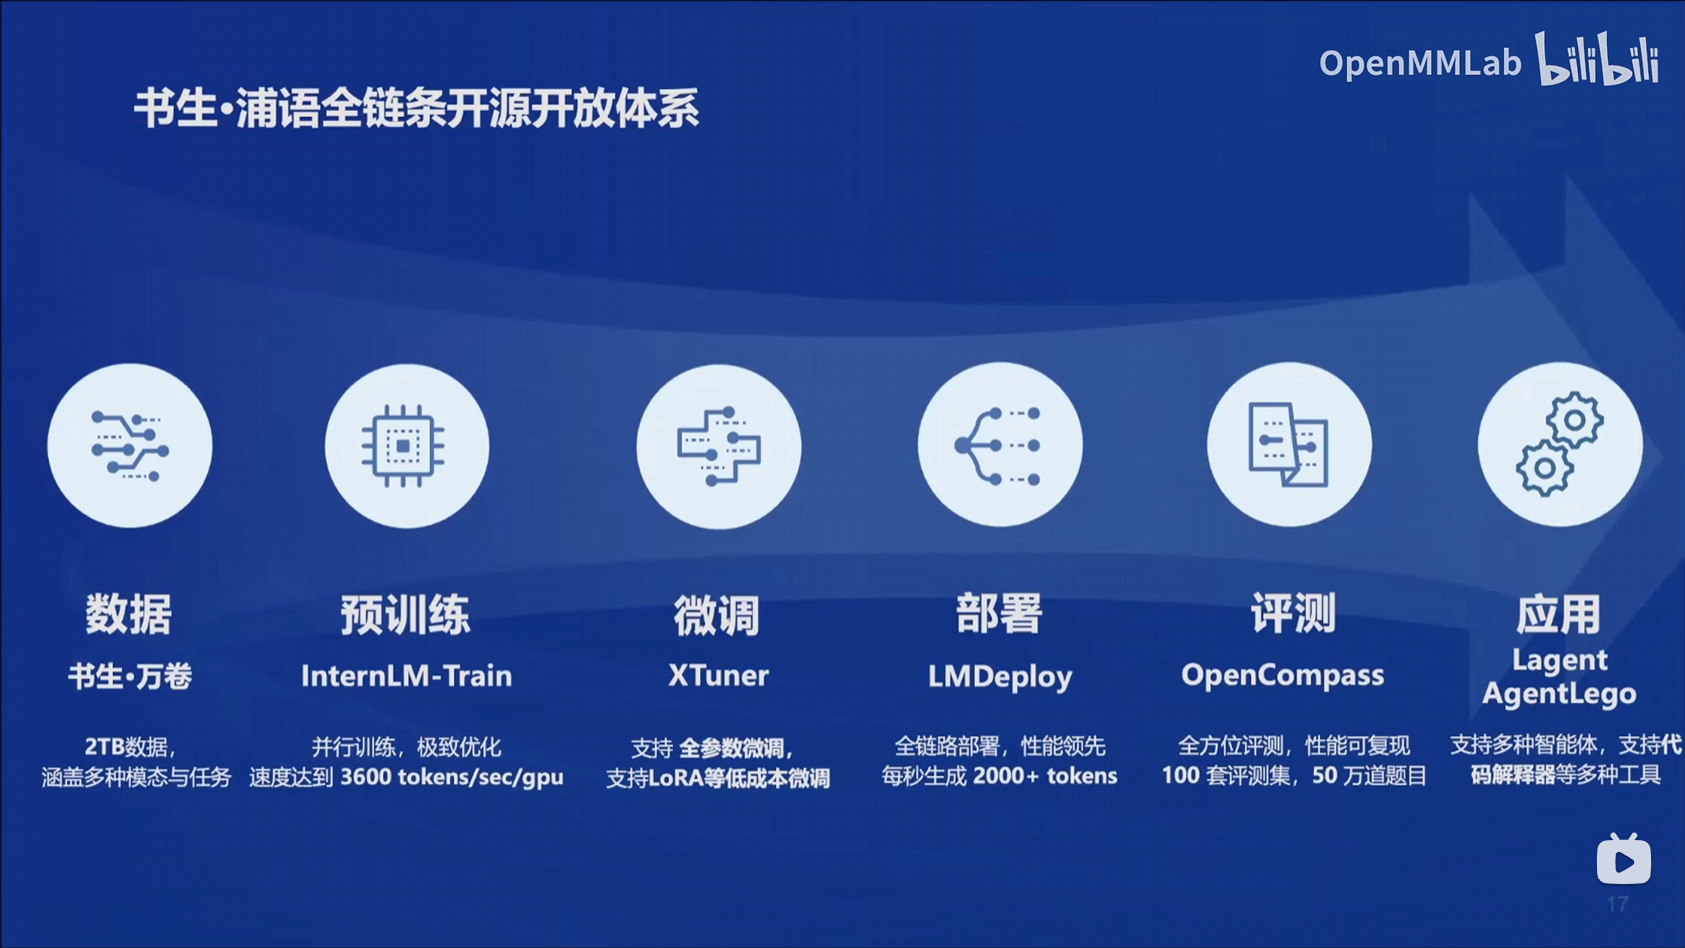 OpenMMLab bilibili
书生·浦语全链条开源开放体系
数据
书生·万卷
2TB数据，
涵盖多种模态与任务
预训练
InternLM-Train
并行训练，极致优化
速度达到 3600 tokens/sec/gpu
微调
XTuner
支持 全参数微调，
支持LoRA等低成本微调
部署
LMDeploy
全链路部署，性能领先
每秒生成 2000+ tokens
评测
OpenCompass
全方位评测，性能可复现
100 套评测集，50 万道题目
应用
Lagent
AgentLego
支持多种智能体，支持代
码解释器等多种工具
17